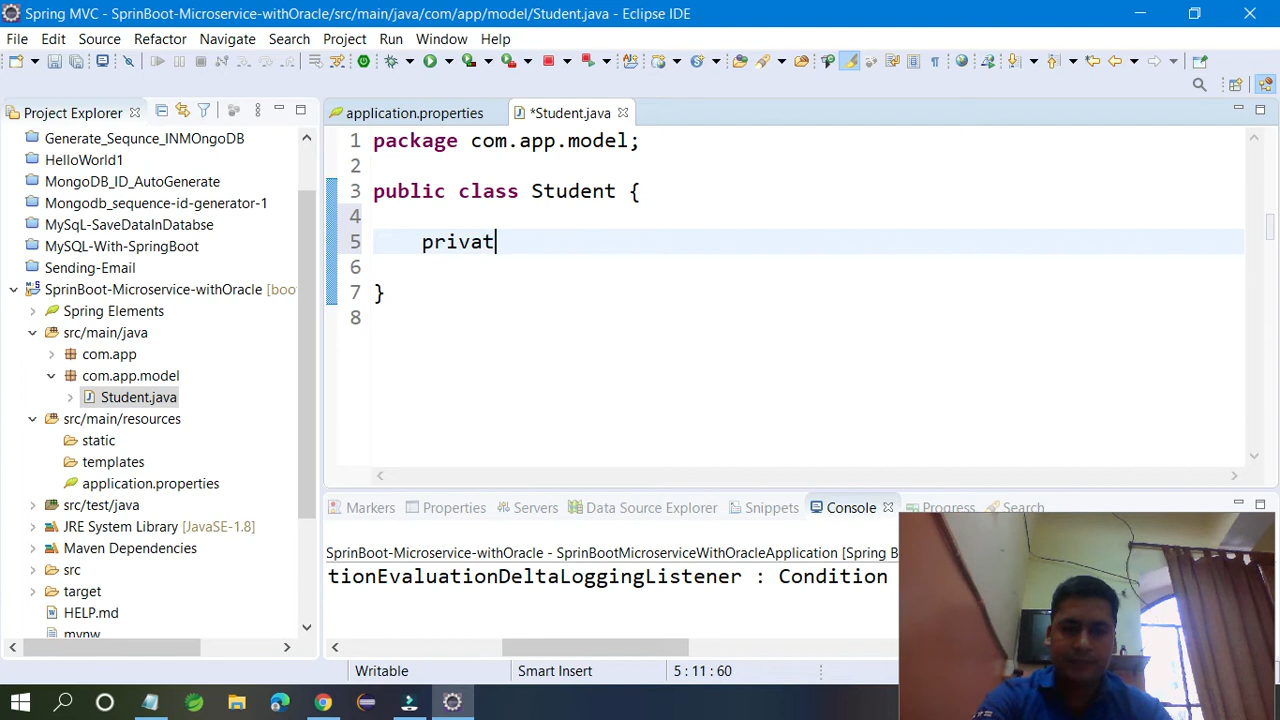 Spring MVC - SprinBoot-Microservice-withOracle/src/main/java/com/app/model/Student.java - Eclipse IDE
File Edit Source Refactor Navigate Search Project Run Window Help
Project Explorer
application.properties
*Student.java
Generate_Sequnce_INMOngoDB
HelloWorld1
MongoDB_ID_AutoGenerate
Mongodb_sequence-id-generator-1
MySqL-SaveDataInDatabse
MySQL-With-SpringBoot
Sending-Email
SprinBoot-Microservice-withOracle [boo
Spring Elements
src/main/java
com.app
com.app.model
Student.java
src/main/resources
static
templates
application.properties
src/test/java
JRE System Library [JavaSE-1.8]
Maven Dependencies
src
target
HELP.md
mvnw
1 package com.app.model;
2
3 public class Student {
4
5 privat
6
7 }
8
Markers Properties Servers Data Source Explorer Snippets Console Progress Search
SprinBoot-Microservice-withOracle - SprinBootMicroserviceWithOracleApplication [Spring B
tionEvaluationDeltaLoggingListener : Condition
Writable Smart Insert 5 : 11 : 60